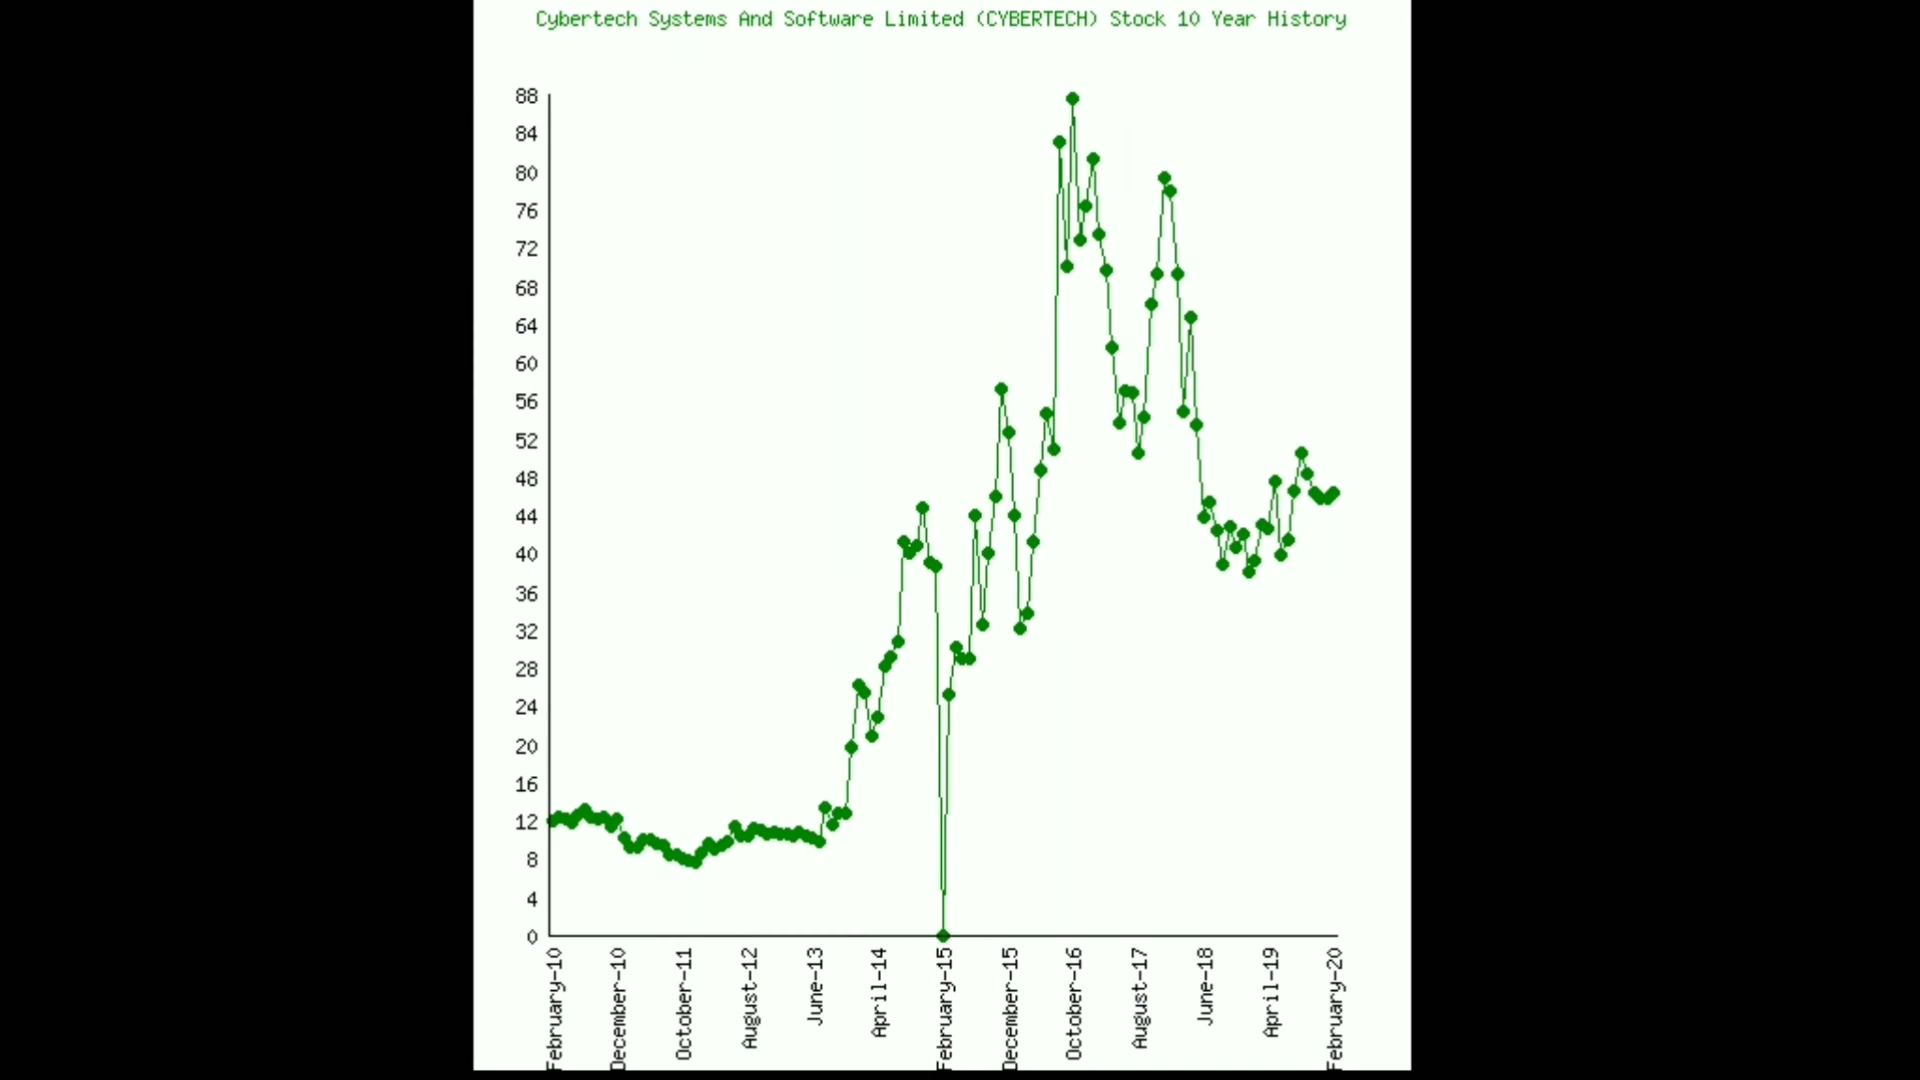 Cybertech Systems And Software Limited (CYBERTECH) Stock 10 Year History
88
84
80
76
72
68
64
60
56
52
48
44
40
36
32
28
24
20
16
12
8
4
0
February-10
December-10
October-11
August-12
June-13
April-14
February-15
December-15
October-16
August-17
June-18
April-19
February-20